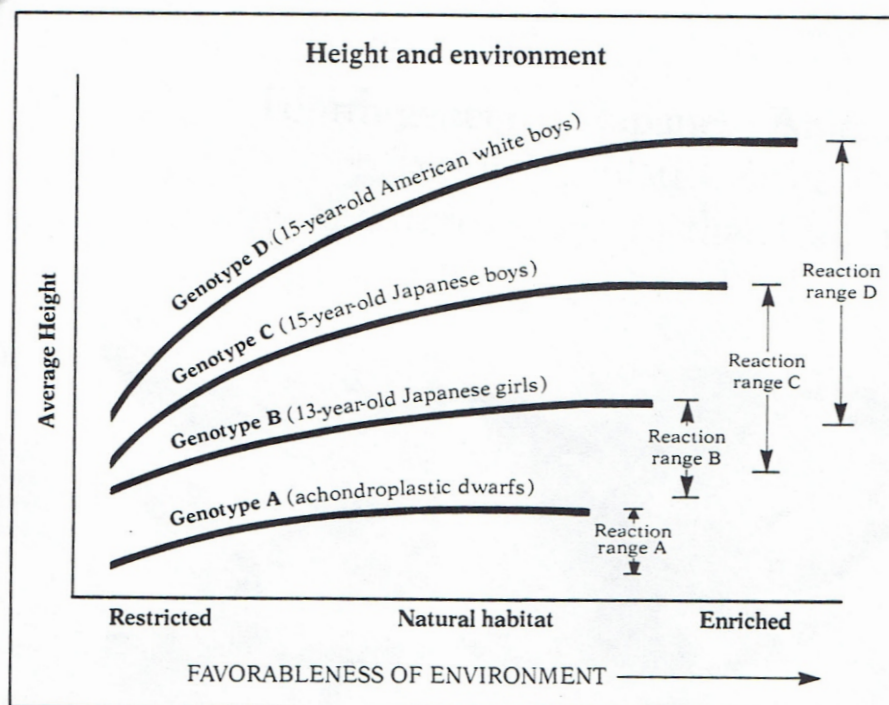 Height and environment
Average Height
Genotype D (15-year-old American white boys)
Genotype C (15-year-old Japanese boys)
Genotype B (13-year-old Japanese girls)
Genotype A (achondroplastic dwarfs)
Reaction
range D
Reaction
range C
Reaction
range B
Reaction
range A
Restricted Natural habitat Enriched
FAVORABLENESS OF ENVIRONMENT